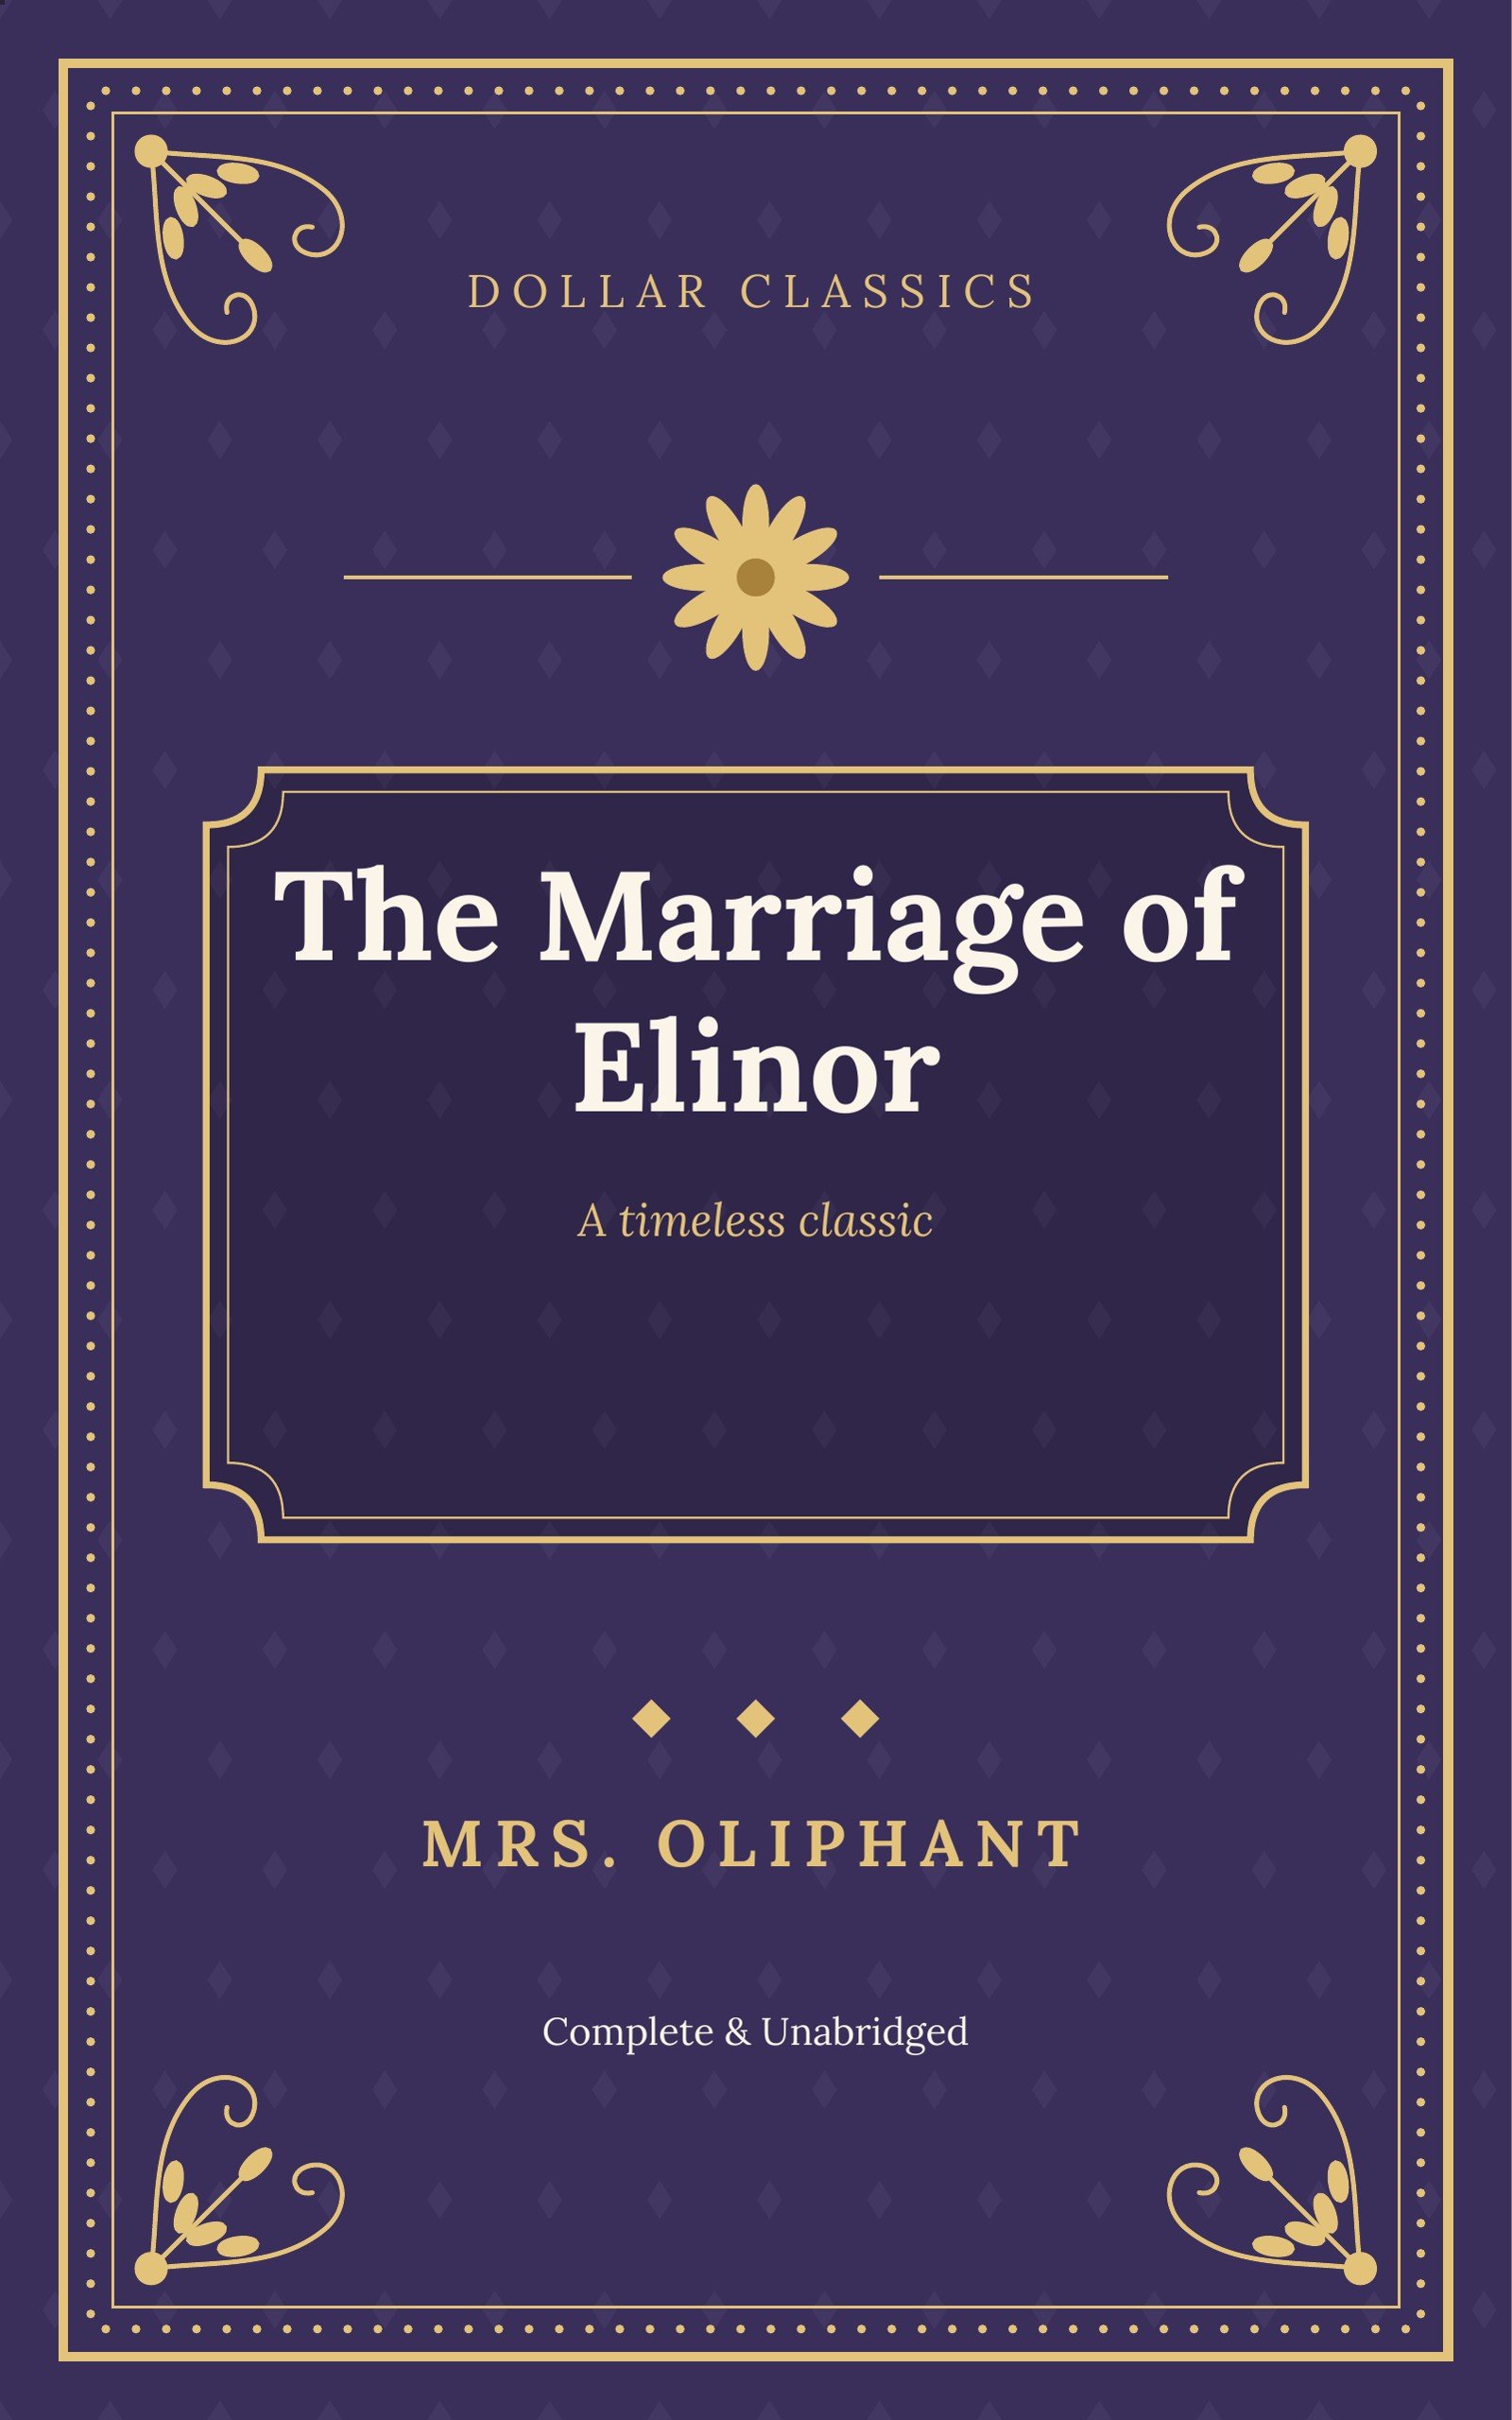 DOLLAR CLASSICS
The Marriage of
Elinor
A timeless classic
MRS. OLIPHANT
Complete & Unabridged